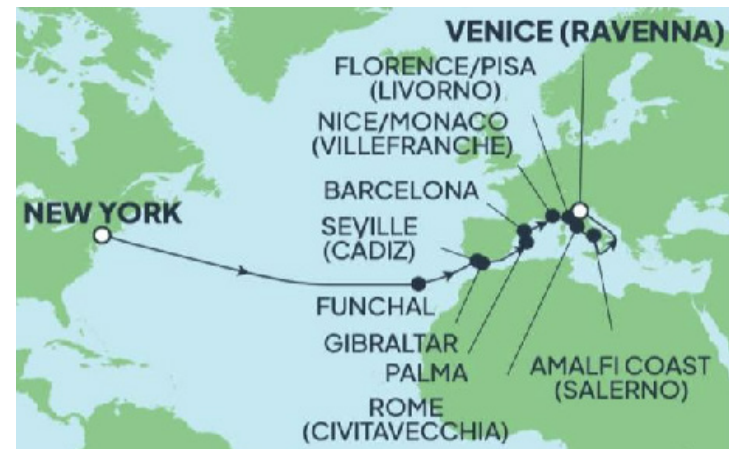 VENICE (RAVENNA)
FLORENCE/PISA
(LIVORNO)
NICE/MONACO
(VILLEFRANCHE)
BARCELONA
NEW YORK
SEVILLE
(CÁDIZ)
FUNCHAL
GIBRALTAR
PALMA
AMALFI COAST
(SALERNO)
ROME
(CIVITAVECCHIA)